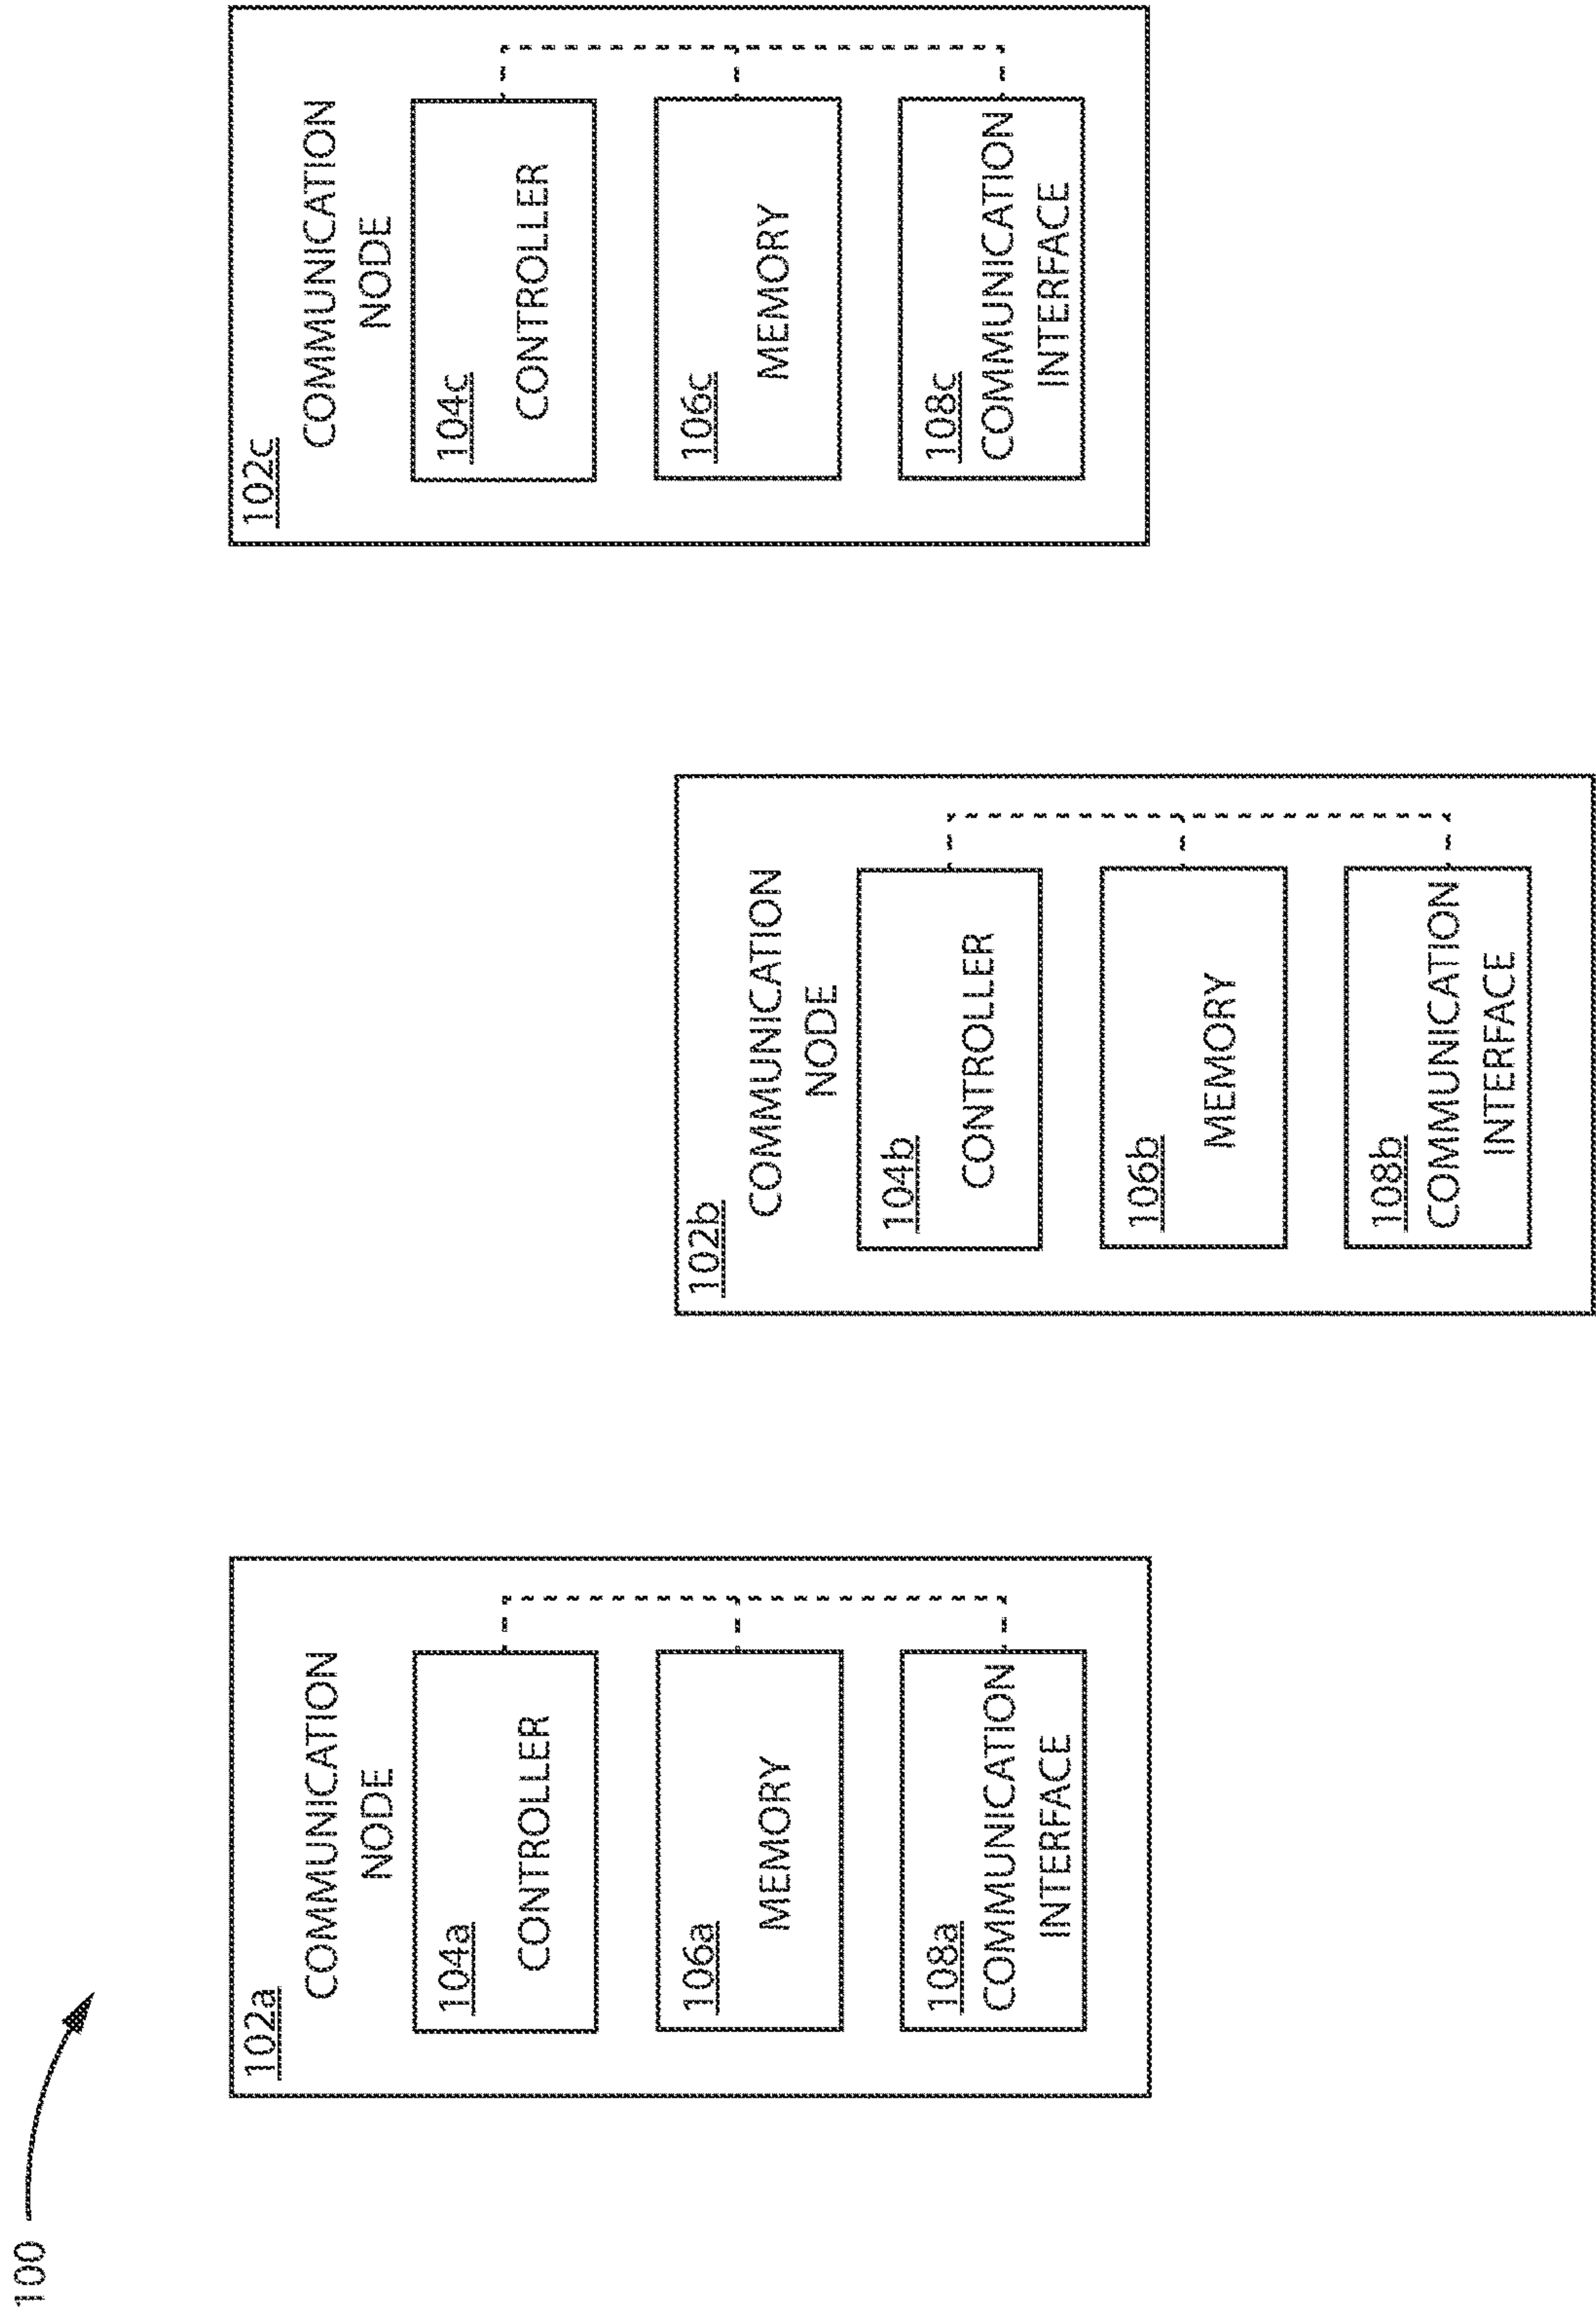 100
102a
COMMUNICATION
NODE
104a
CONTROLLER
106a
MEMORY
108a
COMMUNICATION
INTERFACE
102b
COMMUNICATION
NODE
104b
CONTROLLER
106b
MEMORY
108b
COMMUNICATION
INTERFACE
102c
COMMUNICATION
NODE
104c
CONTROLLER
106c
MEMORY
108c
COMMUNICATION
INTERFACE